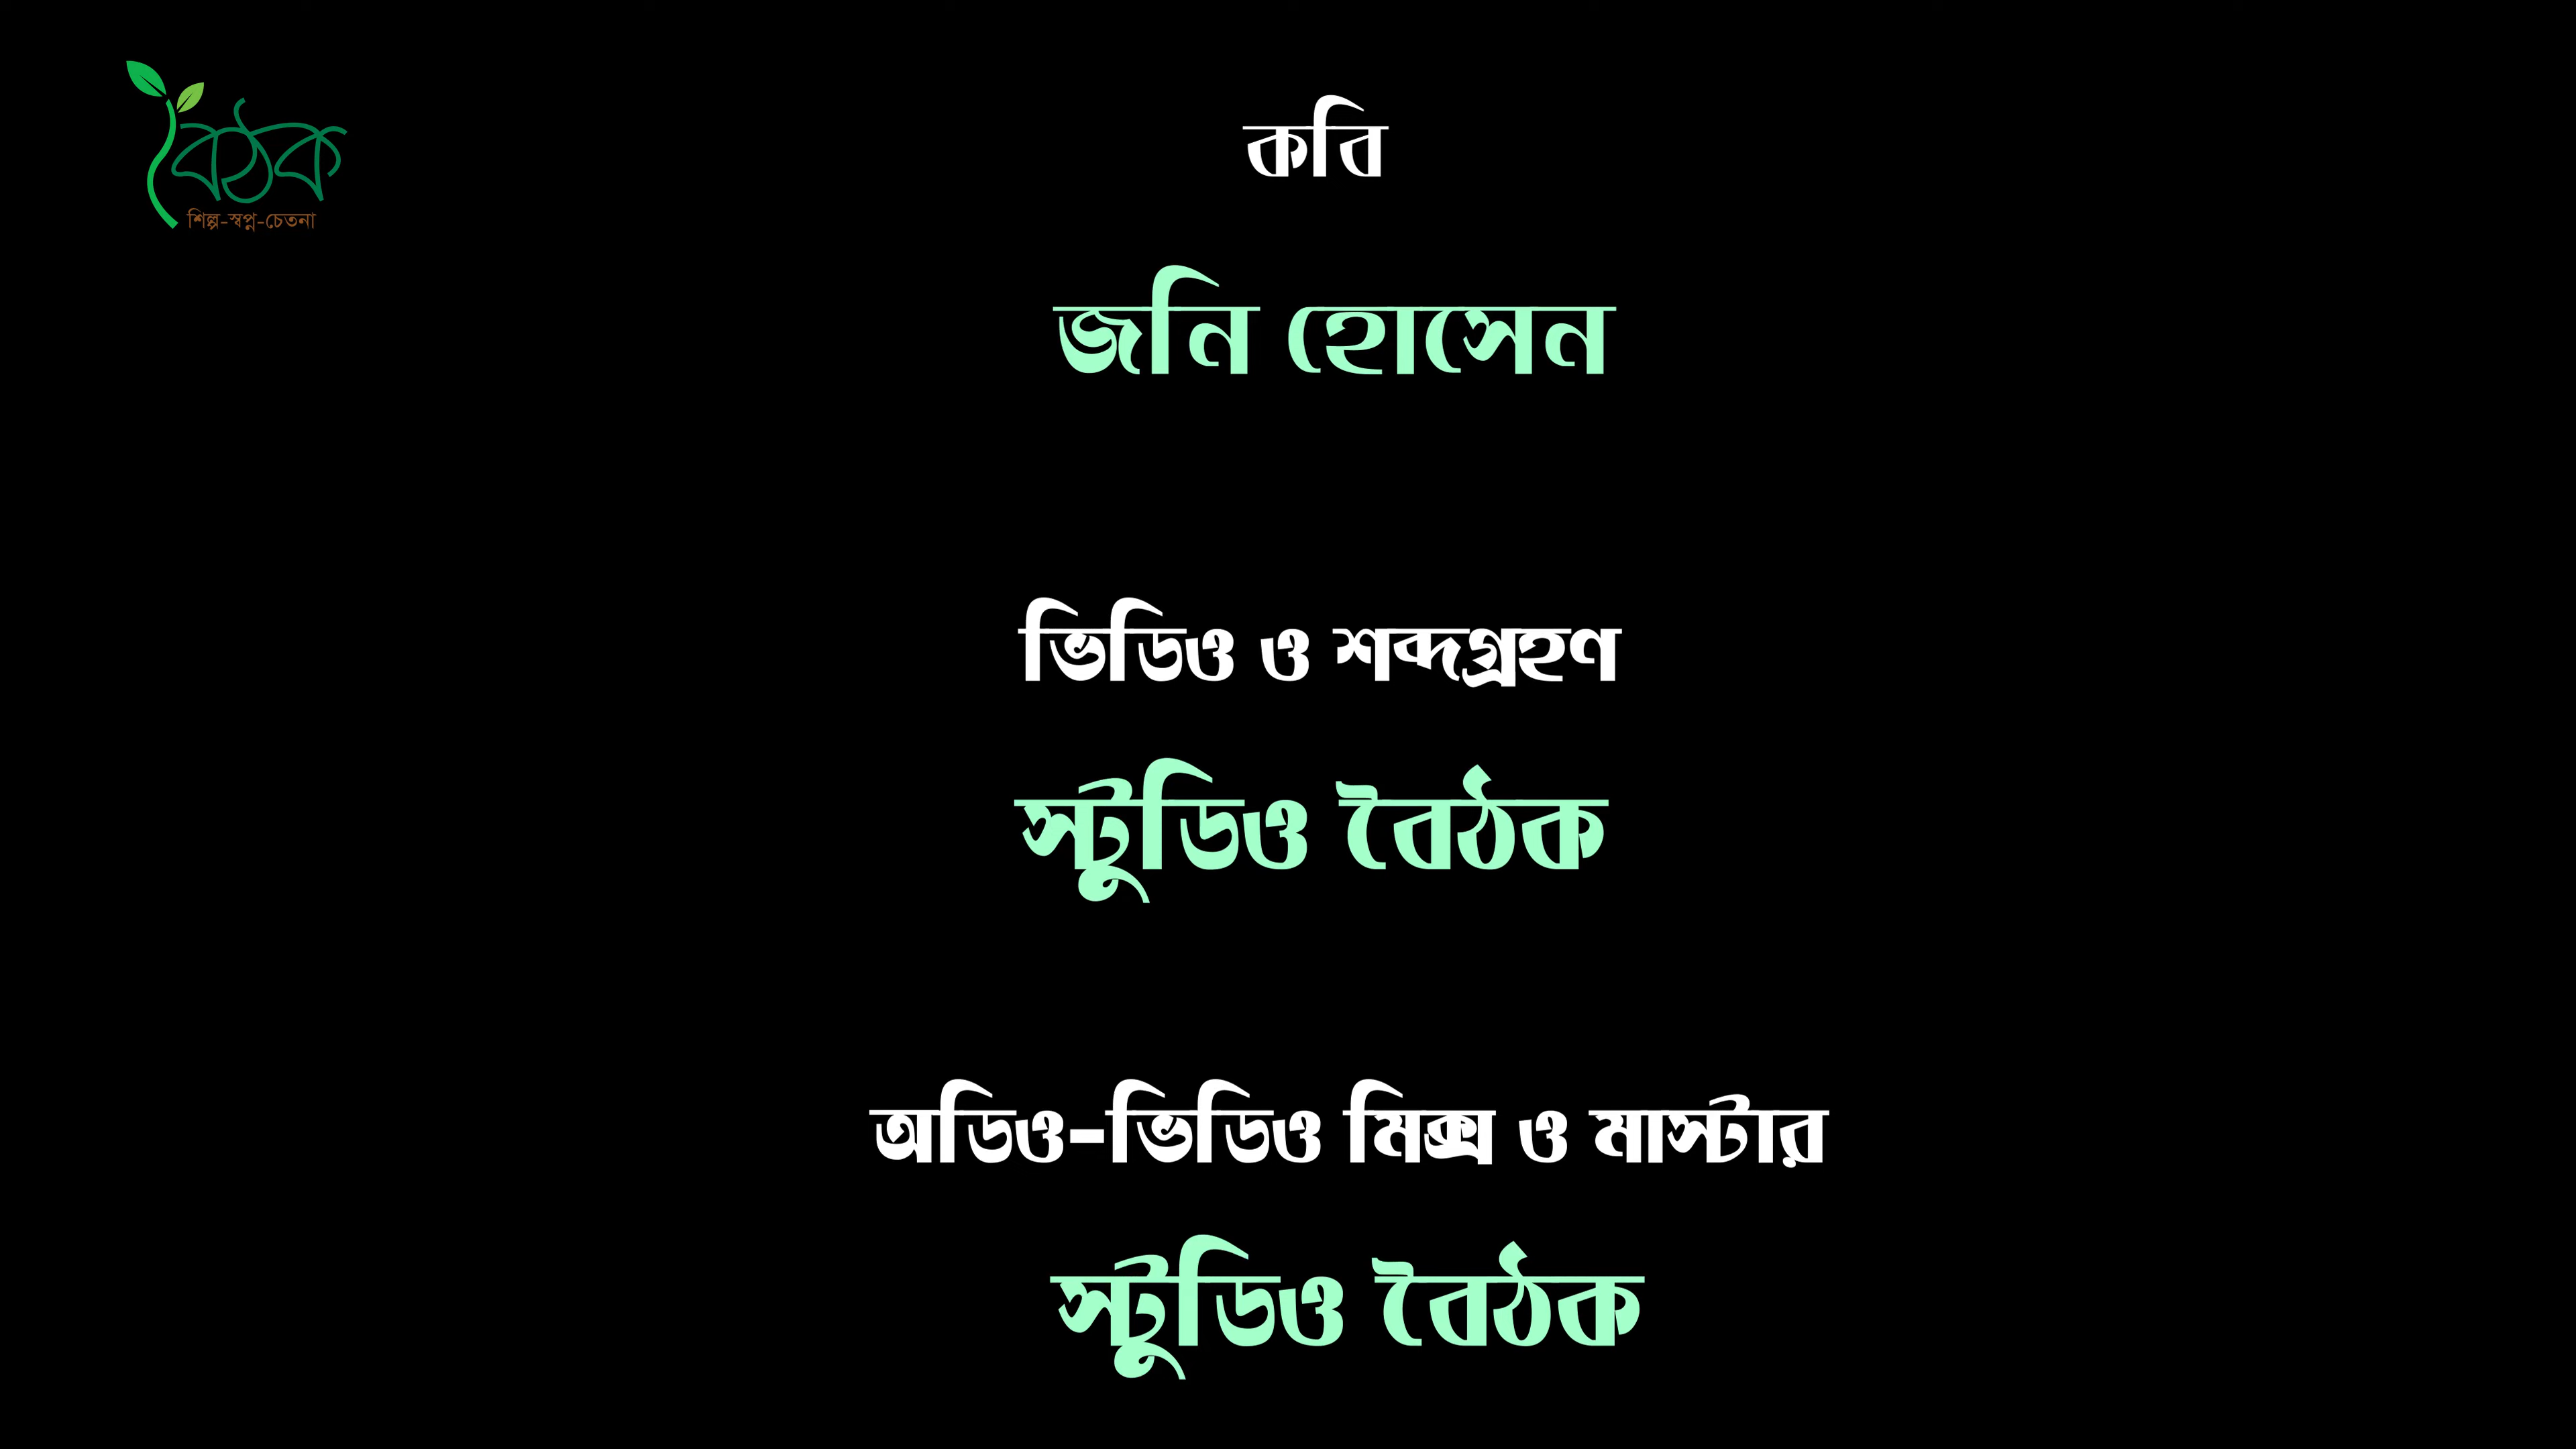 বৈঠক
শিল্প-স্বপ্ন-চেতনা
কবি
জনি হোসেন
ভিডিও ও শব্দগ্রহণ
স্টুডিও বৈঠক
অডিও-ভিডিও মিক্স ও মাস্টার
স্টুডিও বৈঠক